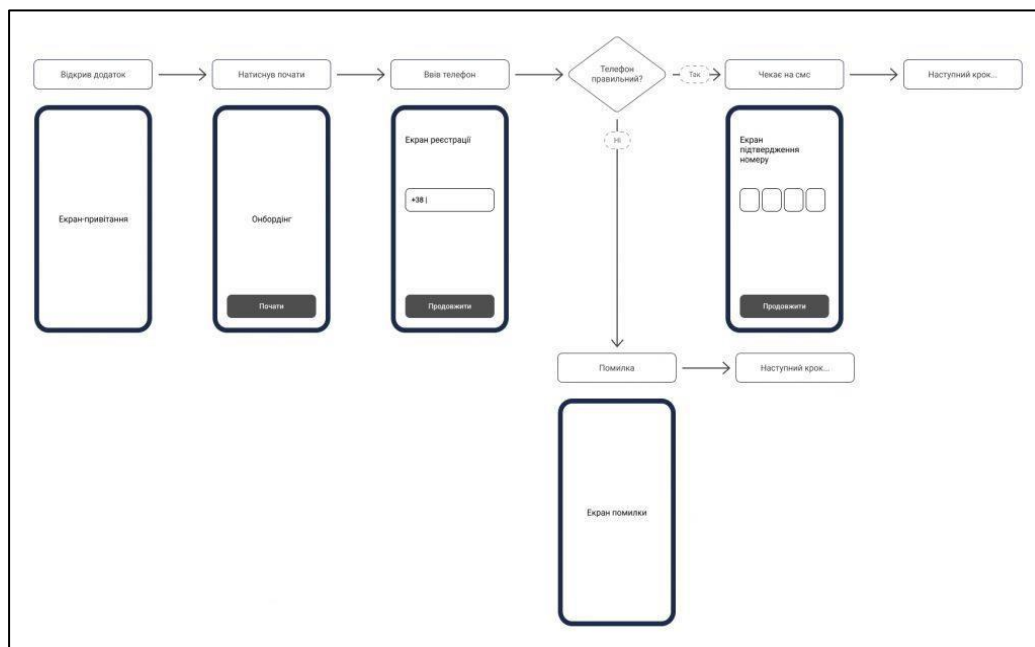 Відкрив додаток
Натиснув почати
Ввів телефон
Телефон
правильний?
Так
Чекає на смс
Наступний крок...
Ні
Екран-привітання
Онбордінг
Почати
Екран реєстрації
+38 |
Продовжити
Екран
підтвердження
номеру
Продовжити
Помилка
Наступний крок...
Екран помилки